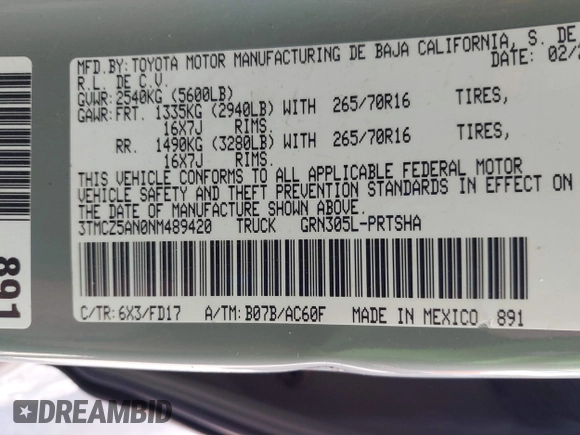 MFD.BY: TOYOTA MOTOR MANUFACTURING DE BAJA CALIFORNIA, S. DE
R.L. DE C.V. DATE: 02/2
GVWR: 2540KG (5600LB)
GAWR: FRT. 1335KG (2940LB) WITH 265/70R16 TIRES,
16X7J RIMS.
RR. 1490KG (3280LB) WITH 265/70R16 TIRES,
16X7J RIMS.
THIS VEHICLE CONFORMS TO ALL APPLICABLE FEDERAL MOTOR
VEHICLE SAFETY AND THEFT PREVENTION STANDARDS IN EFFECT ON
DATE OF MANUFACTURE SHOWN ABOVE.
3TMCZ5AN0NM489420 TRUCK GRN305L-PRTSHA
C/TR: 6X3/FD17 A/TM: B07B/AC60F MADE IN MEXICO 891
891
DREAMBID